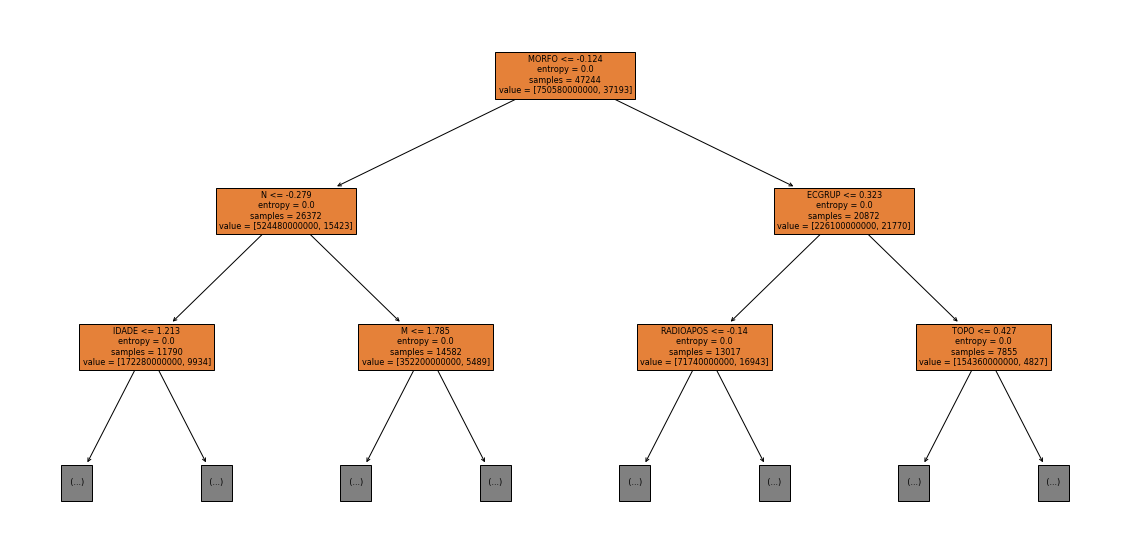 MORFO <= -0.124
entropy = 0.0
samples = 47244
value = [750580000000, 37193]
N <= -0.279
entropy = 0.0
samples = 26372
value = [524480000000, 15423]
ECGRUP <= 0.323
entropy = 0.0
samples = 20872
value = [226100000000, 21770]
IDADE <= 1.213
entropy = 0.0
samples = 11790
value = [172280000000, 9934]
M <= 1.785
entropy = 0.0
samples = 14582
value = [352200000000, 5489]
RADIOAPOS <= -0.14
entropy = 0.0
samples = 13017
value = [71740000000, 16943]
TOPO <= 0.427
entropy = 0.0
samples = 7855
value = [154360000000, 4827]
(...)
(...)
(...)
(...)
(...)
(...)
(...)
(...)